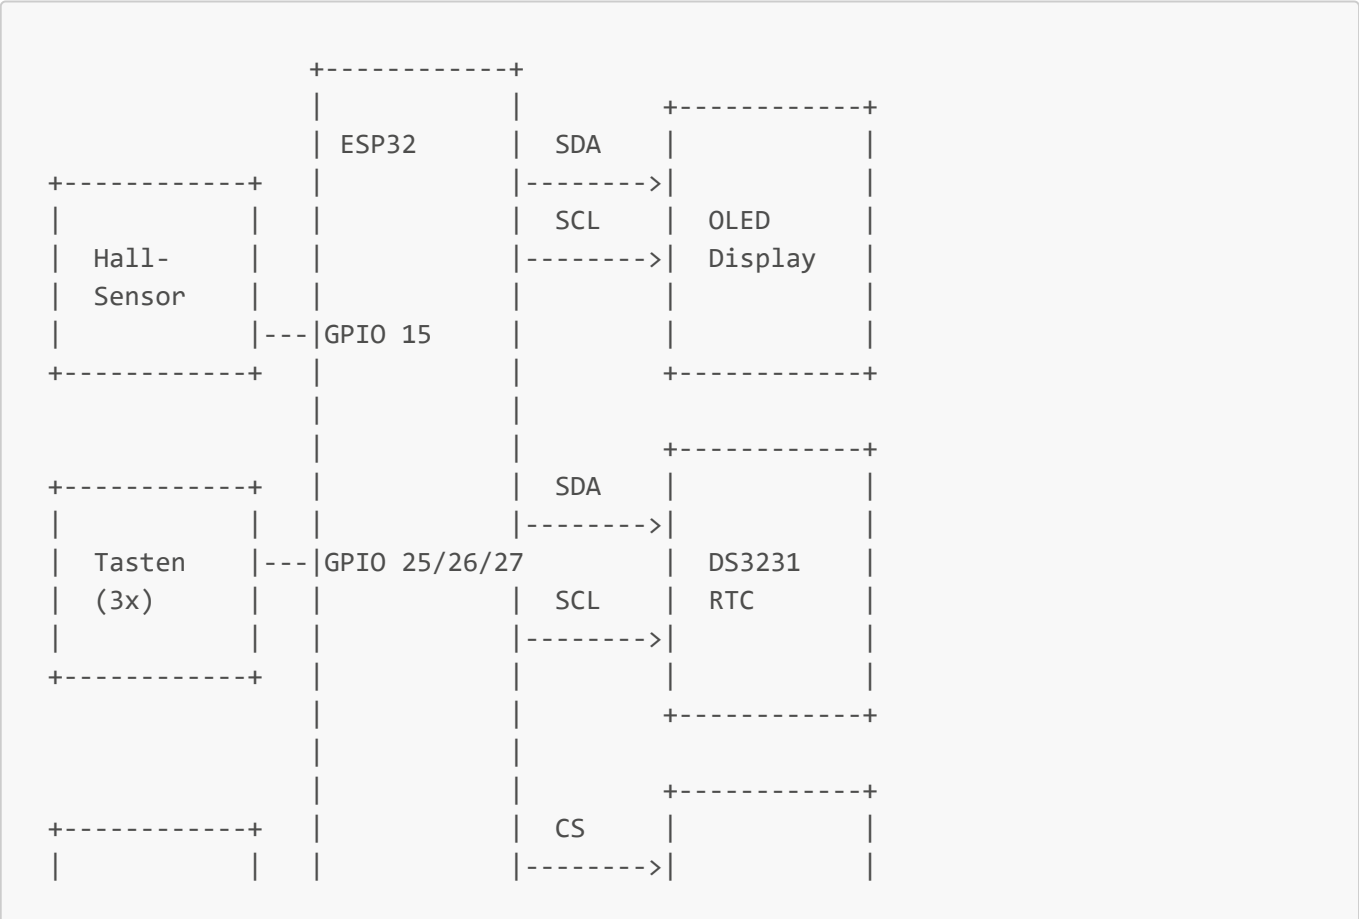 +------------+
|            |         +------------+
| ESP32      |  SDA    |            |
+------------+   |            |-------->|            |
|            |   |            |  SCL    |  OLED      |
|  Hall-     |   |            |-------->|  Display   |
|  Sensor    |   |            |         |            |
|            |---|GPIO 15     |         |            |
+------------+   |            |         +------------+
|            |
|            |         +------------+
+------------+   |            |  SDA    |            |
|            |   |            |-------->|            |
|  Tasten    |---|GPIO 25/26/27         |  DS3231    |
|  (3x)      |   |            |  SCL    |  RTC       |
|            |   |            |-------->|            |
+------------+   |            |         |            |
|            |         +------------+
|            |
|            |         +------------+
+------------+   |            |  CS     |            |
|            |   |            |-------->|            |